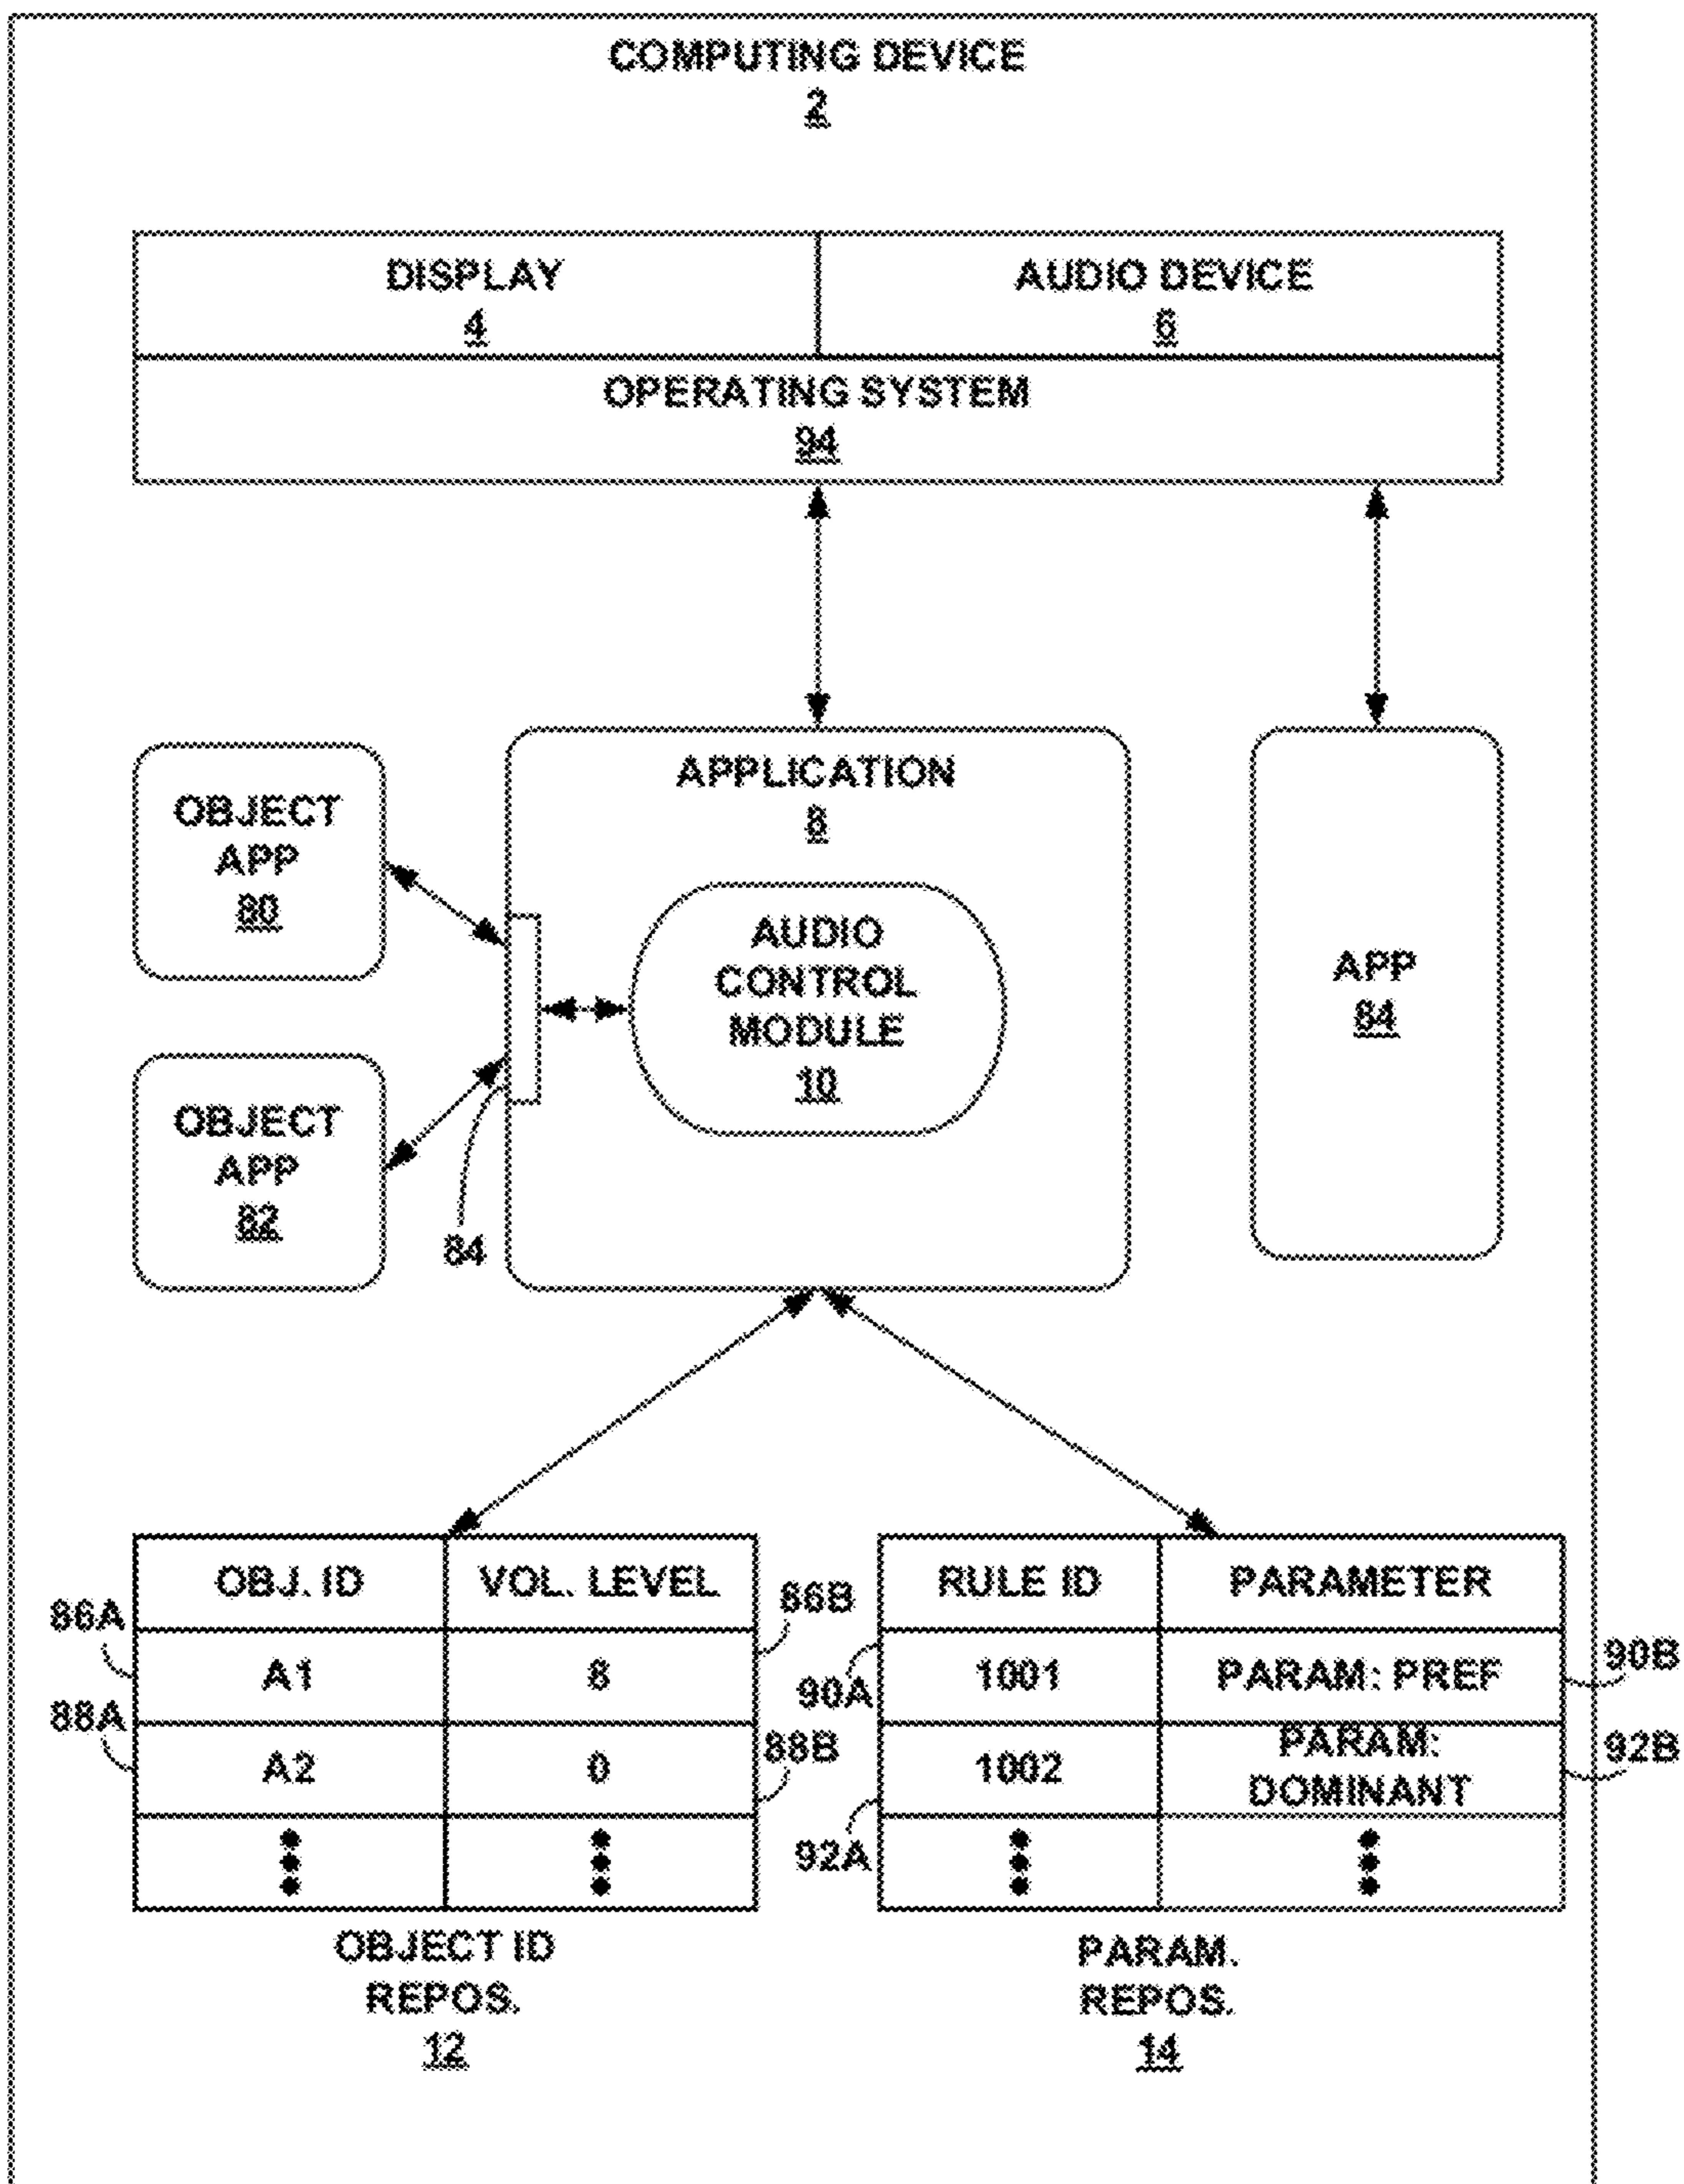 COMPUTING DEVICE
2
DISPLAY
4
AUDIO DEVICE
6
OPERATING SYSTEM
94
APPLICATION
8
OBJECT
APP
80
AUDIO
CONTROL
MODULE
10
APP
84
OBJECT
APP
82
84
OBJ. ID
VOL. LEVEL
86A
86B
A1
8
88A
88B
A2
0
OBJECT ID
REPOS.
12
RULE ID
PARAMETER
90A
1001
PARAM: PREF
90B
1002
PARAM:
DOMINANT
92B
92A
PARAM.
REPOS.
14